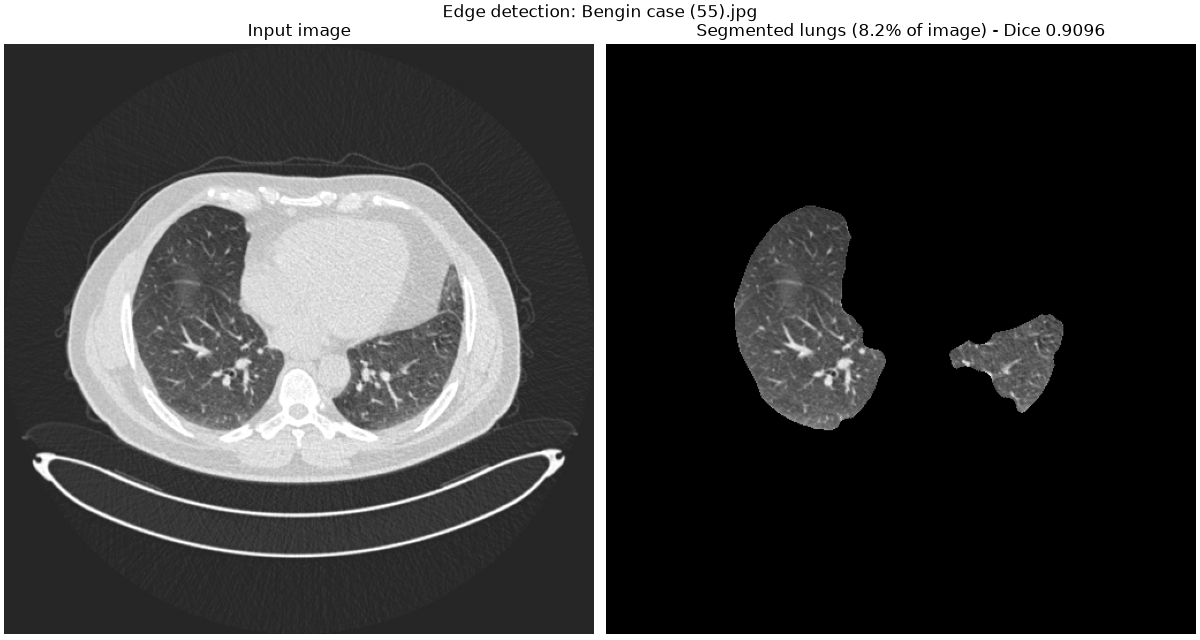 Edge detection: Bengin case (55).jpg
Input image
Segmented lungs (8.2% of image) - Dice 0.9096